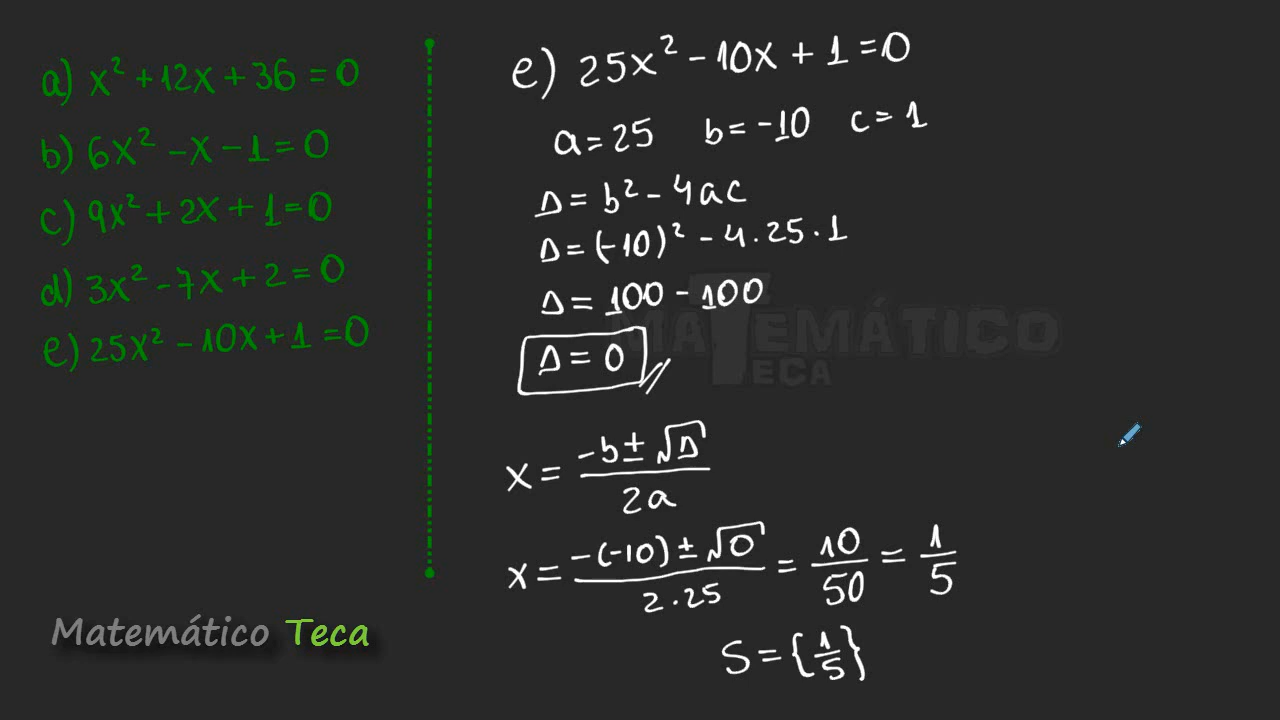 a) x² + 12x + 36 = 0
b) 6x² - x - 1 = 0
c) 9x² + 2x + 1 = 0
d) 3x² - 7x + 2 = 0
e) 25x² - 10x + 1 = 0
Matemático Teca
e) 25x² - 10x + 1 = 0
a = 25 b = -10 c = 1
Δ = b² - 4ac
Δ = (-10)² - 4.25.1
Δ = 100 - 100
Δ = 0 //
MATEMÁTICO
TECA
x = (-b ± √Δ)/2a
x = (-(-10) ± √0)/2.25 = 10/50 = 1/5
S = {1/5}